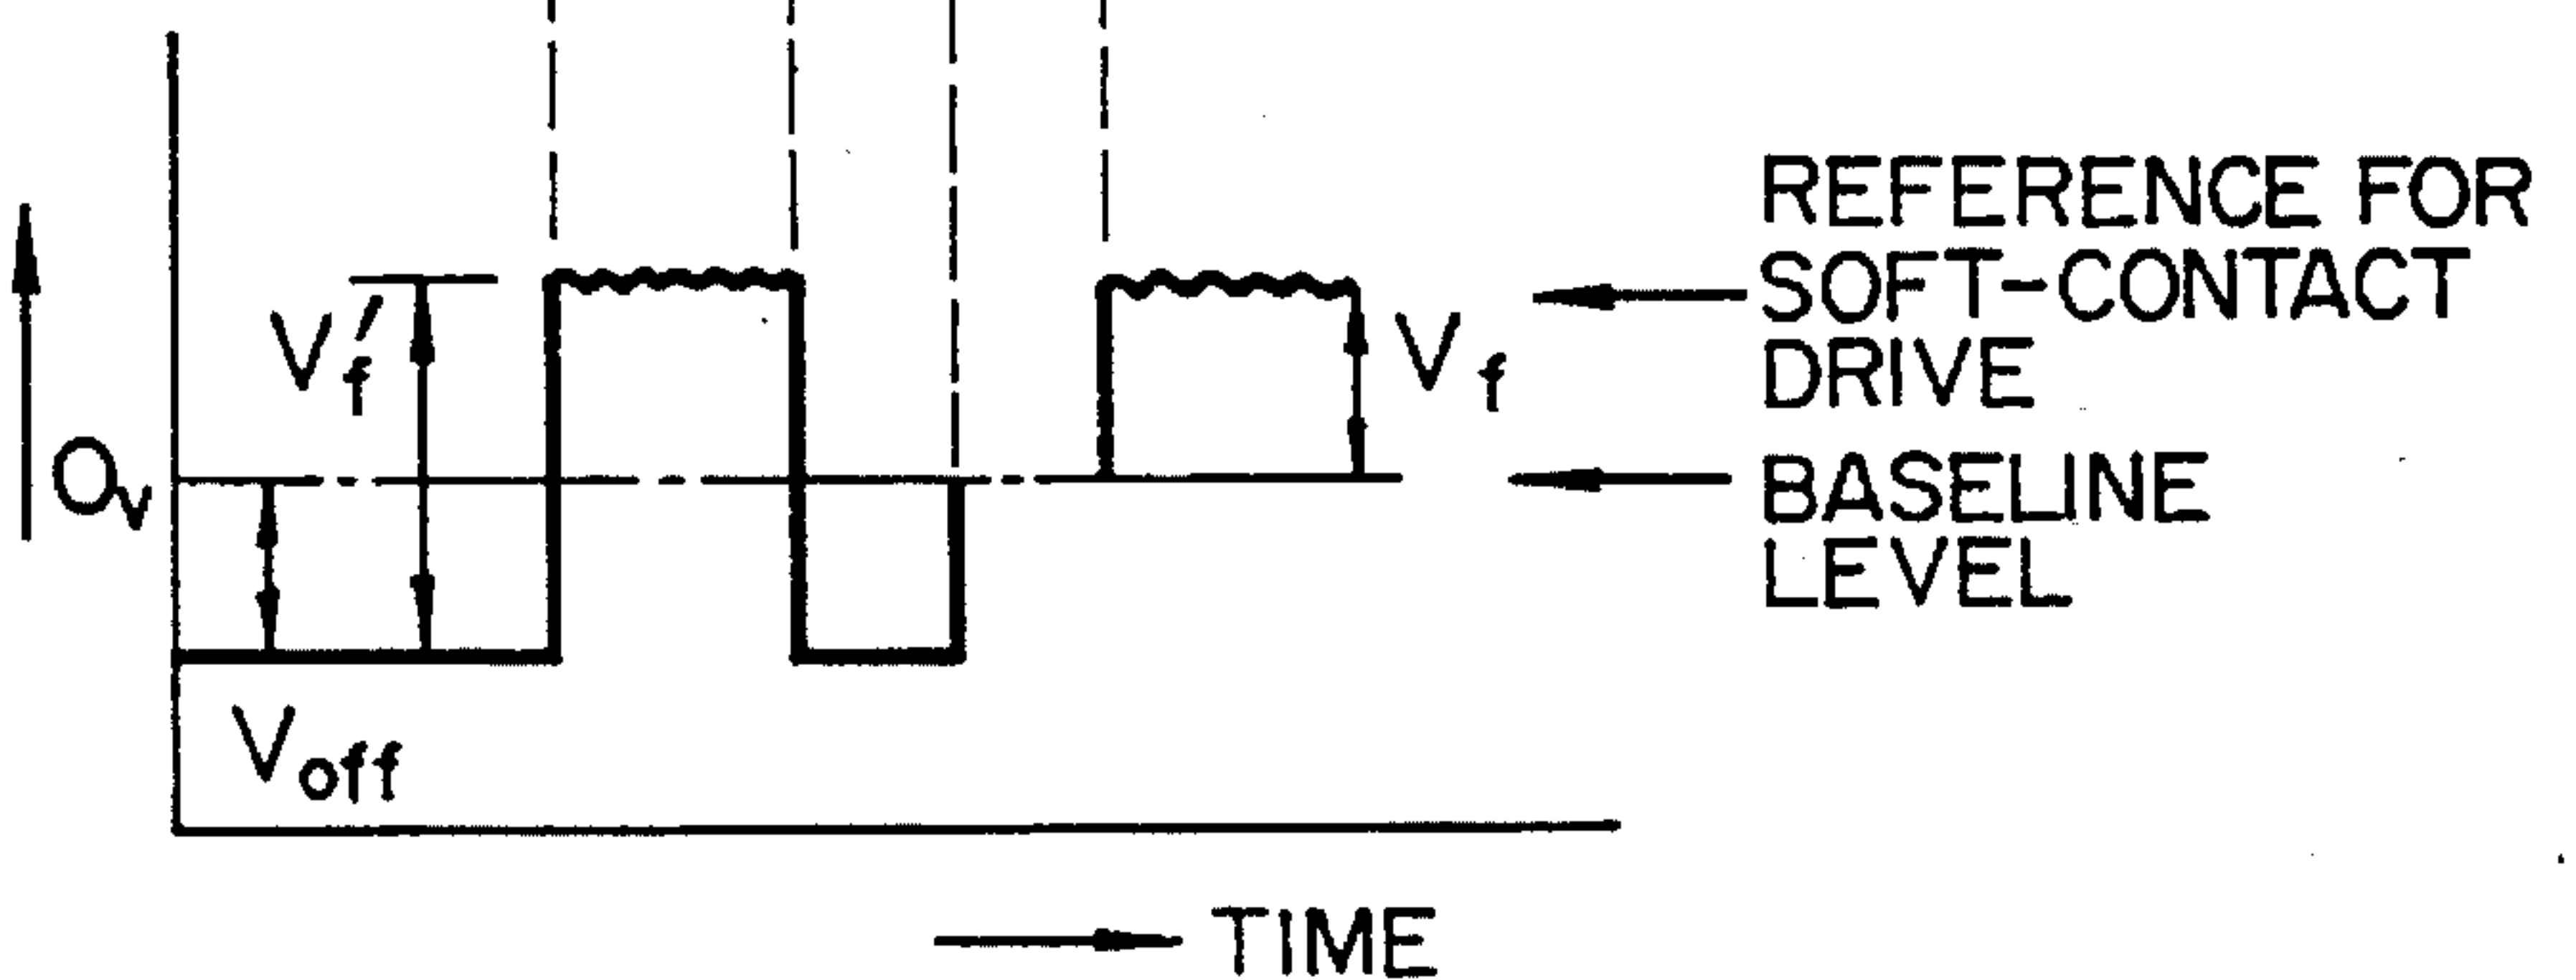 REFERENCE FOR
SOFT-CONTACT
DRIVE
V'f
Vf
Ov
BASELINE
LEVEL
Voff
TIME